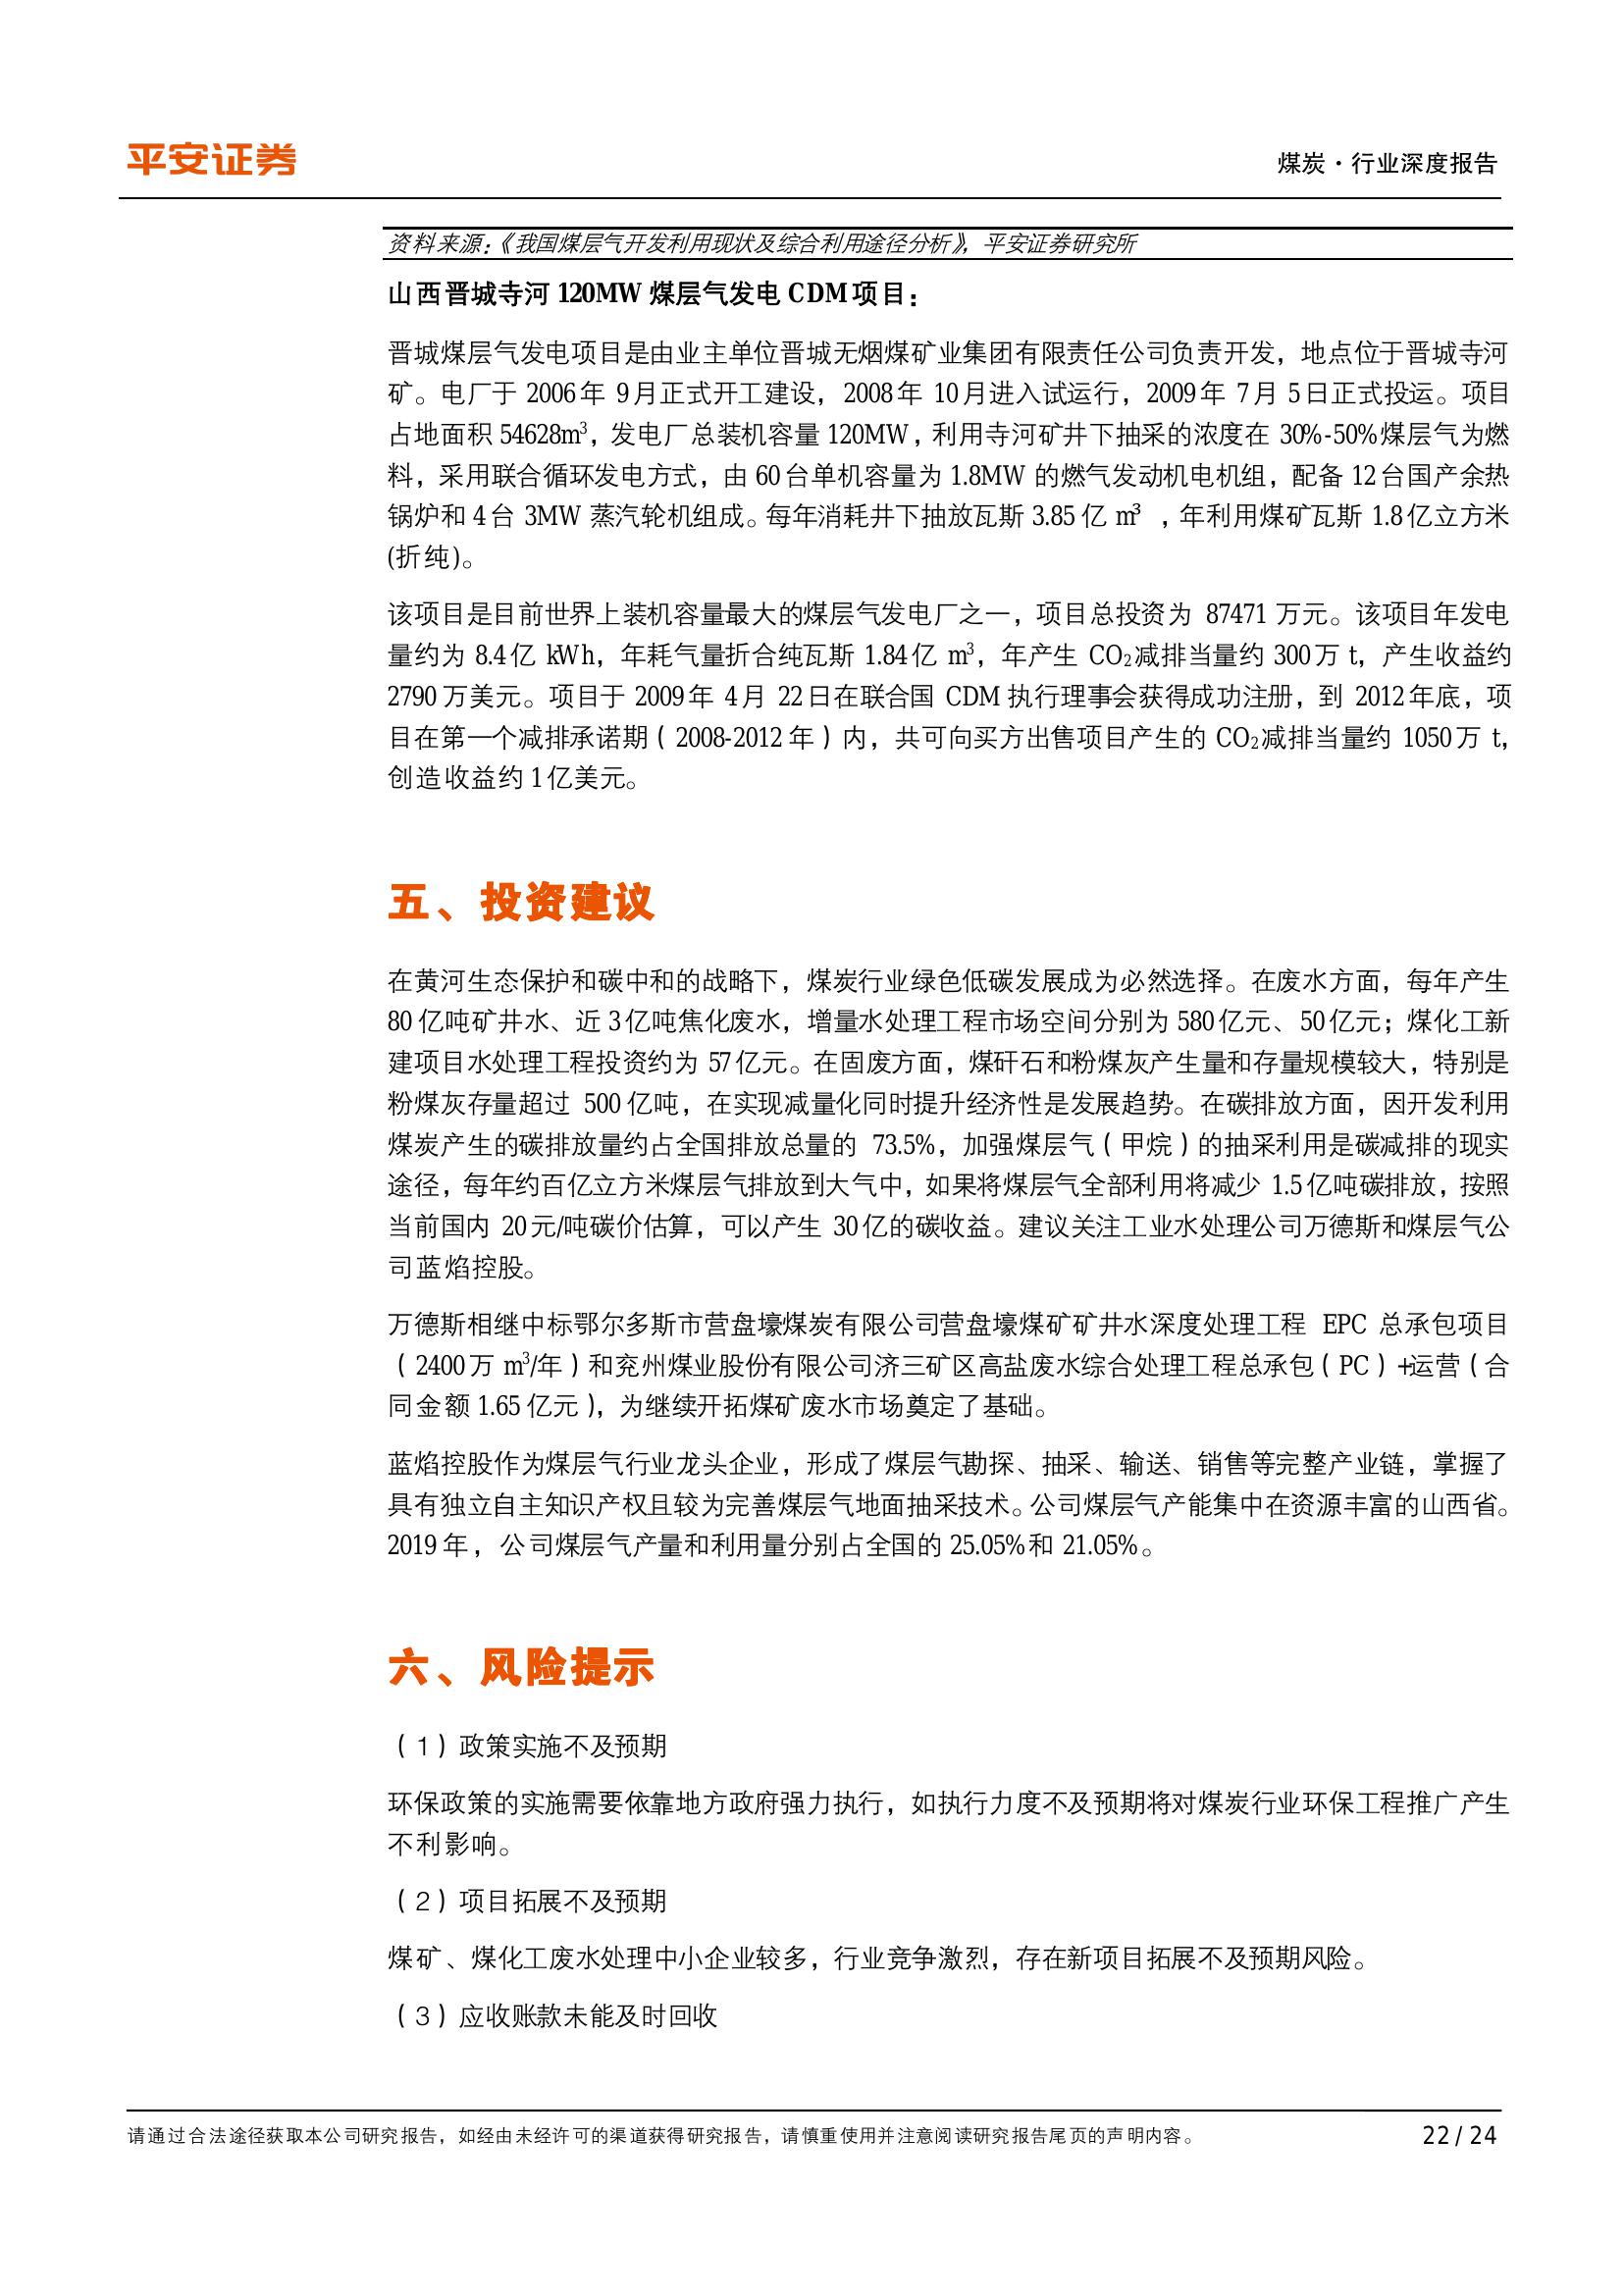 平安证券
煤炭·行业深度报告
资料来源：《我国煤层气开发利用现状及综合利用途径分析》，平安证券研究所
山西晋城寺河 120MW 煤层气发电 CDM 项目：
晋城煤层气发电项目是由业主单位晋城无烟煤矿业集团有限责任公司负责开发，地点位于晋城寺河
矿。电厂于 2006 年 9 月正式开工建设，2008 年 10 月进入试运行，2009 年 7 月 5 日正式投运。项目
占地面积 54628m³，发电厂总装机容量 120MW，利用寺河矿井下抽采的浓度在 30%-50%煤层气为燃
料，采用联合循环发电方式，由 60 台单机容量为 1.8MW 的燃气发动机电机组，配备 12 台国产余热
锅炉和 4 台 3MW 蒸汽轮机组成。每年消耗井下抽放瓦斯 3.85 亿 m³ ，年利用煤矿瓦斯 1.8 亿立方米
(折纯)。
该项目是目前世界上装机容量最大的煤层气发电厂之一，项目总投资为 87471 万元。该项目年发电
量约为 8.4 亿 kWh，年耗气量折合纯瓦斯 1.84 亿 m³，年产生 CO₂减排当量约 300 万 t，产生收益约
2790 万美元。项目于 2009 年 4 月 22 日在联合国 CDM 执行理事会获得成功注册，到 2012 年底，项
目在第一个减排承诺期（2008-2012 年）内，共可向买方出售项目产生的 CO₂减排当量约 1050 万 t，
创造收益约 1 亿美元。
五、投资建议
在黄河生态保护和碳中和的战略下，煤炭行业绿色低碳发展成为必然选择。在废水方面，每年产生
80 亿吨矿井水、近 3 亿吨焦化废水，增量水处理工程市场空间分别为 580 亿元、50 亿元；煤化工新
建项目水处理工程投资约为 57 亿元。在固废方面，煤矸石和粉煤灰产生量和存量规模较大，特别是
粉煤灰存量超过 500 亿吨，在实现减量化同时提升经济性是发展趋势。在碳排放方面，因开发利用
煤炭产生的碳排放量约占全国排放总量的 73.5%，加强煤层气（甲烷）的抽采利用是碳减排的现实
途径，每年约百亿立方米煤层气排放到大气中，如果将煤层气全部利用将减少 1.5 亿吨碳排放，按照
当前国内 20 元/吨碳价估算，可以产生 30 亿的碳收益。建议关注工业水处理公司万德斯和煤层气公
司蓝焰控股。
万德斯相继中标鄂尔多斯市营盘壕煤炭有限公司营盘壕煤矿矿井水深度处理工程 EPC 总承包项目
（2400 万 m³/年）和兖州煤业股份有限公司济三矿区高盐废水综合处理工程总承包（PC）+运营（合
同金额 1.65 亿元），为继续开拓煤矿废水市场奠定了基础。
蓝焰控股作为煤层气行业龙头企业，形成了煤层气勘探、抽采、输送、销售等完整产业链，掌握了
具有独立自主知识产权且较为完善煤层气地面抽采技术。公司煤层气产能集中在资源丰富的山西省。
2019 年，公司煤层气产量和利用量分别占全国的 25.05%和 21.05%。
六、风险提示
（1）政策实施不及预期
环保政策的实施需要依靠地方政府强力执行，如执行力度不及预期将对煤炭行业环保工程推广产生
不利影响。
（2）项目拓展不及预期
煤矿、煤化工废水处理中小企业较多，行业竞争激烈，存在新项目拓展不及预期风险。
（3）应收账款未能及时回收
请通过合法途径获取本公司研究报告，如经由未经许可的渠道获得研究报告，请慎重使用并注意阅读研究报告尾页的声明内容。
22 / 24